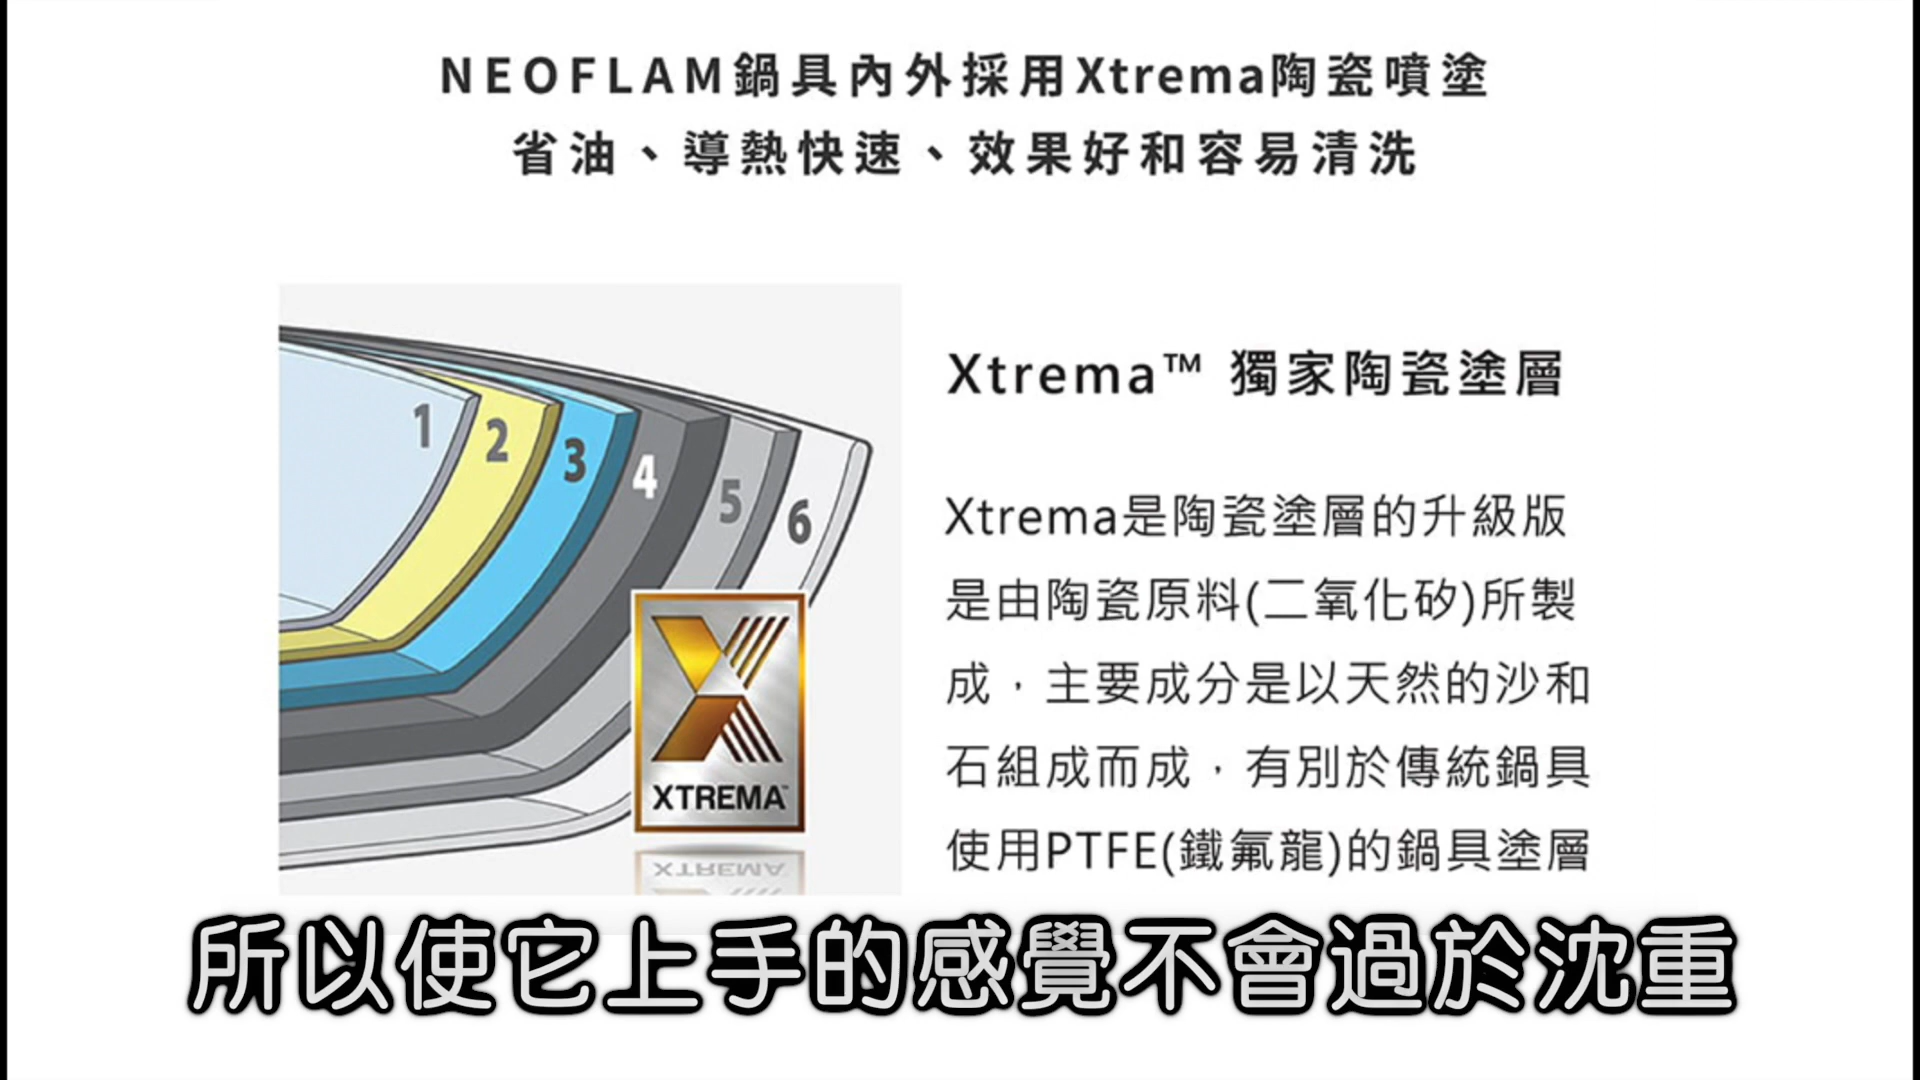 NEOFLAM鍋具內外採用Xtrema陶瓷噴塗
省油、導熱快速、效果好和容易清洗
1
2
3
4
5
6
XTREMA™
XTREMA
Xtrema™ 獨家陶瓷塗層
Xtrema是陶瓷塗層的升級版
是由陶瓷原料(二氧化矽)所製
成，主要成分是以天然的沙和
石組成而成，有別於傳統鍋具
使用PTFE(鐵氟龍)的鍋具塗層
所以使它上手的感覺不會過於沈重